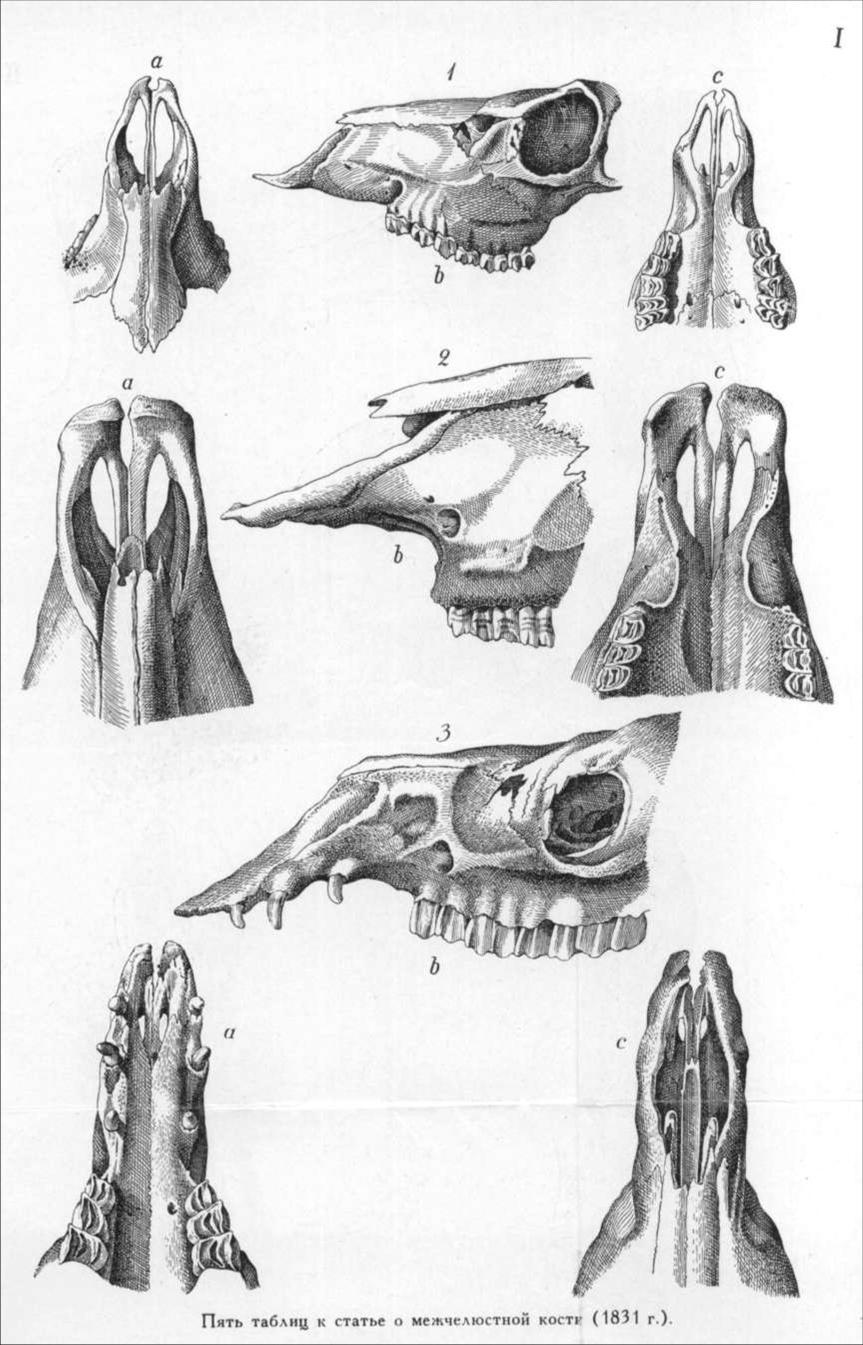 I
a
1
c
b
2
a
c
b
3
b
a
c
Пять таблиц к статье о межчелюстной кости (1831 г.).